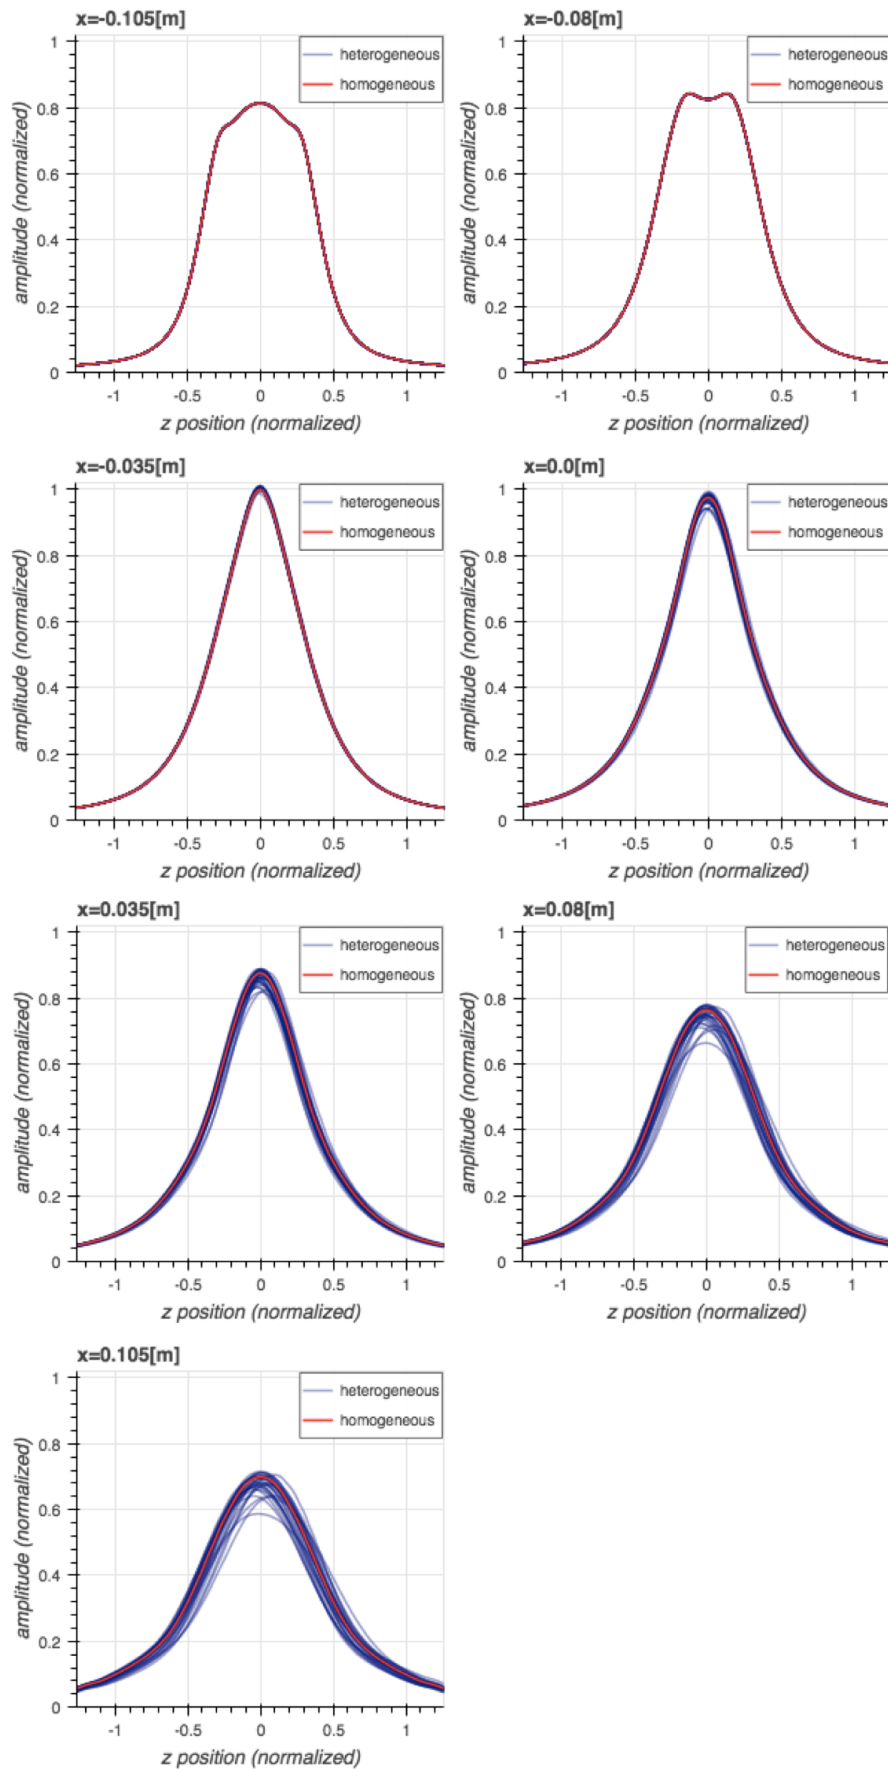 x=-0.105[m]
heterogeneous
homogeneous
amplitude (normalized)
1
0.8
0.6
0.4
0.2
0
-1
-0.5
0
0.5
1
z position (normalized)
x=-0.08[m]
heterogeneous
homogeneous
amplitude (normalized)
1
0.8
0.6
0.4
0.2
0
-1
-0.5
0
0.5
1
z position (normalized)
x=-0.035[m]
heterogeneous
homogeneous
amplitude (normalized)
1
0.8
0.6
0.4
0.2
0
-1
-0.5
0
0.5
1
z position (normalized)
x=0.0[m]
heterogeneous
homogeneous
amplitude (normalized)
1
0.8
0.6
0.4
0.2
0
-1
-0.5
0
0.5
1
z position (normalized)
x=0.035[m]
heterogeneous
homogeneous
amplitude (normalized)
1
0.8
0.6
0.4
0.2
0
-1
-0.5
0
0.5
1
z position (normalized)
x=0.08[m]
heterogeneous
homogeneous
amplitude (normalized)
1
0.8
0.6
0.4
0.2
0
-1
-0.5
0
0.5
1
z position (normalized)
x=0.105[m]
heterogeneous
homogeneous
amplitude (normalized)
1
0.8
0.6
0.4
0.2
0
-1
-0.5
0
0.5
1
z position (normalized)